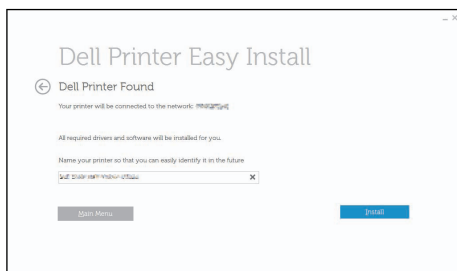 Dell Printer Easy Install
Dell Printer Found
Your printer will be connected to the network:
All required drivers and software will be installed for you.
Name your printer so that you can easily identify it in the future
Main Menu
Install